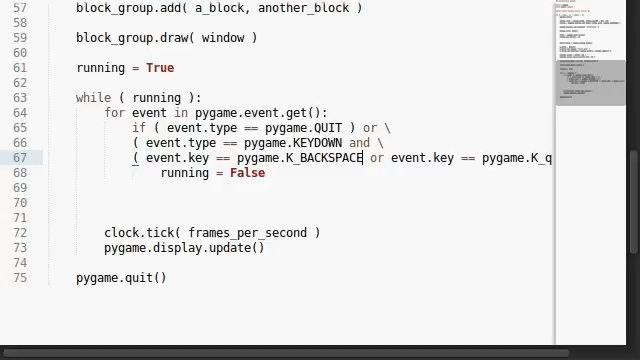 57 block_group.add( a_block, another_block )
58
59 block_group.draw( window )
60
61 running = True
62
63 while ( running ):
64 for event in pygame.event.get():
65 if ( event.type == pygame.QUIT ) or \
66 ( event.type == pygame.KEYDOWN and \
67 ( event.key == pygame.K_BACKSPACE or event.key == pygame.K_q
68 running = False
69
70
71
72 clock.tick( frames_per_second )
73 pygame.display.update()
74
75 pygame.quit()